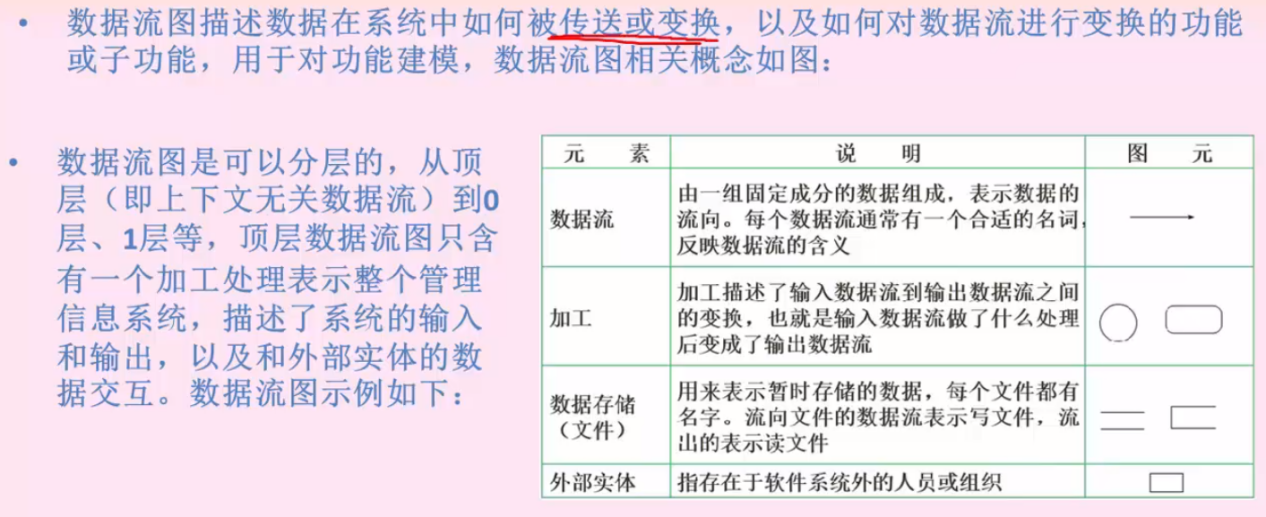 • 数据流图描述数据在系统中如何被传送或变换，以及如何对数据流进行变换的功能
或子功能，用于对功能建模，数据流图相关概念如图：
• 数据流图是可以分层的，从顶
层（即上下文无关数据流）到0
层、1层等，顶层数据流图只含
有一个加工处理表示整个管理
信息系统，描述了系统的输入
和输出，以及和外部实体的数
据交互。数据流图示例如下：
元 素 说 明 图 元
数据流
由一组固定成分的数据组成，表示数据的
流向。每个数据流通常有一个合适的名词，
反映数据流的含义
加工
加工描述了输入数据流到输出数据流之间
的变换，也就是输入数据流做了什么处理
后变成了输出数据流
数据存储
（文件）
用来表示暂时存储的数据，每个文件都有
名字。流向文件的数据流表示写文件，流
出的表示读文件
外部实体 指存在于软件系统外的人员或组织